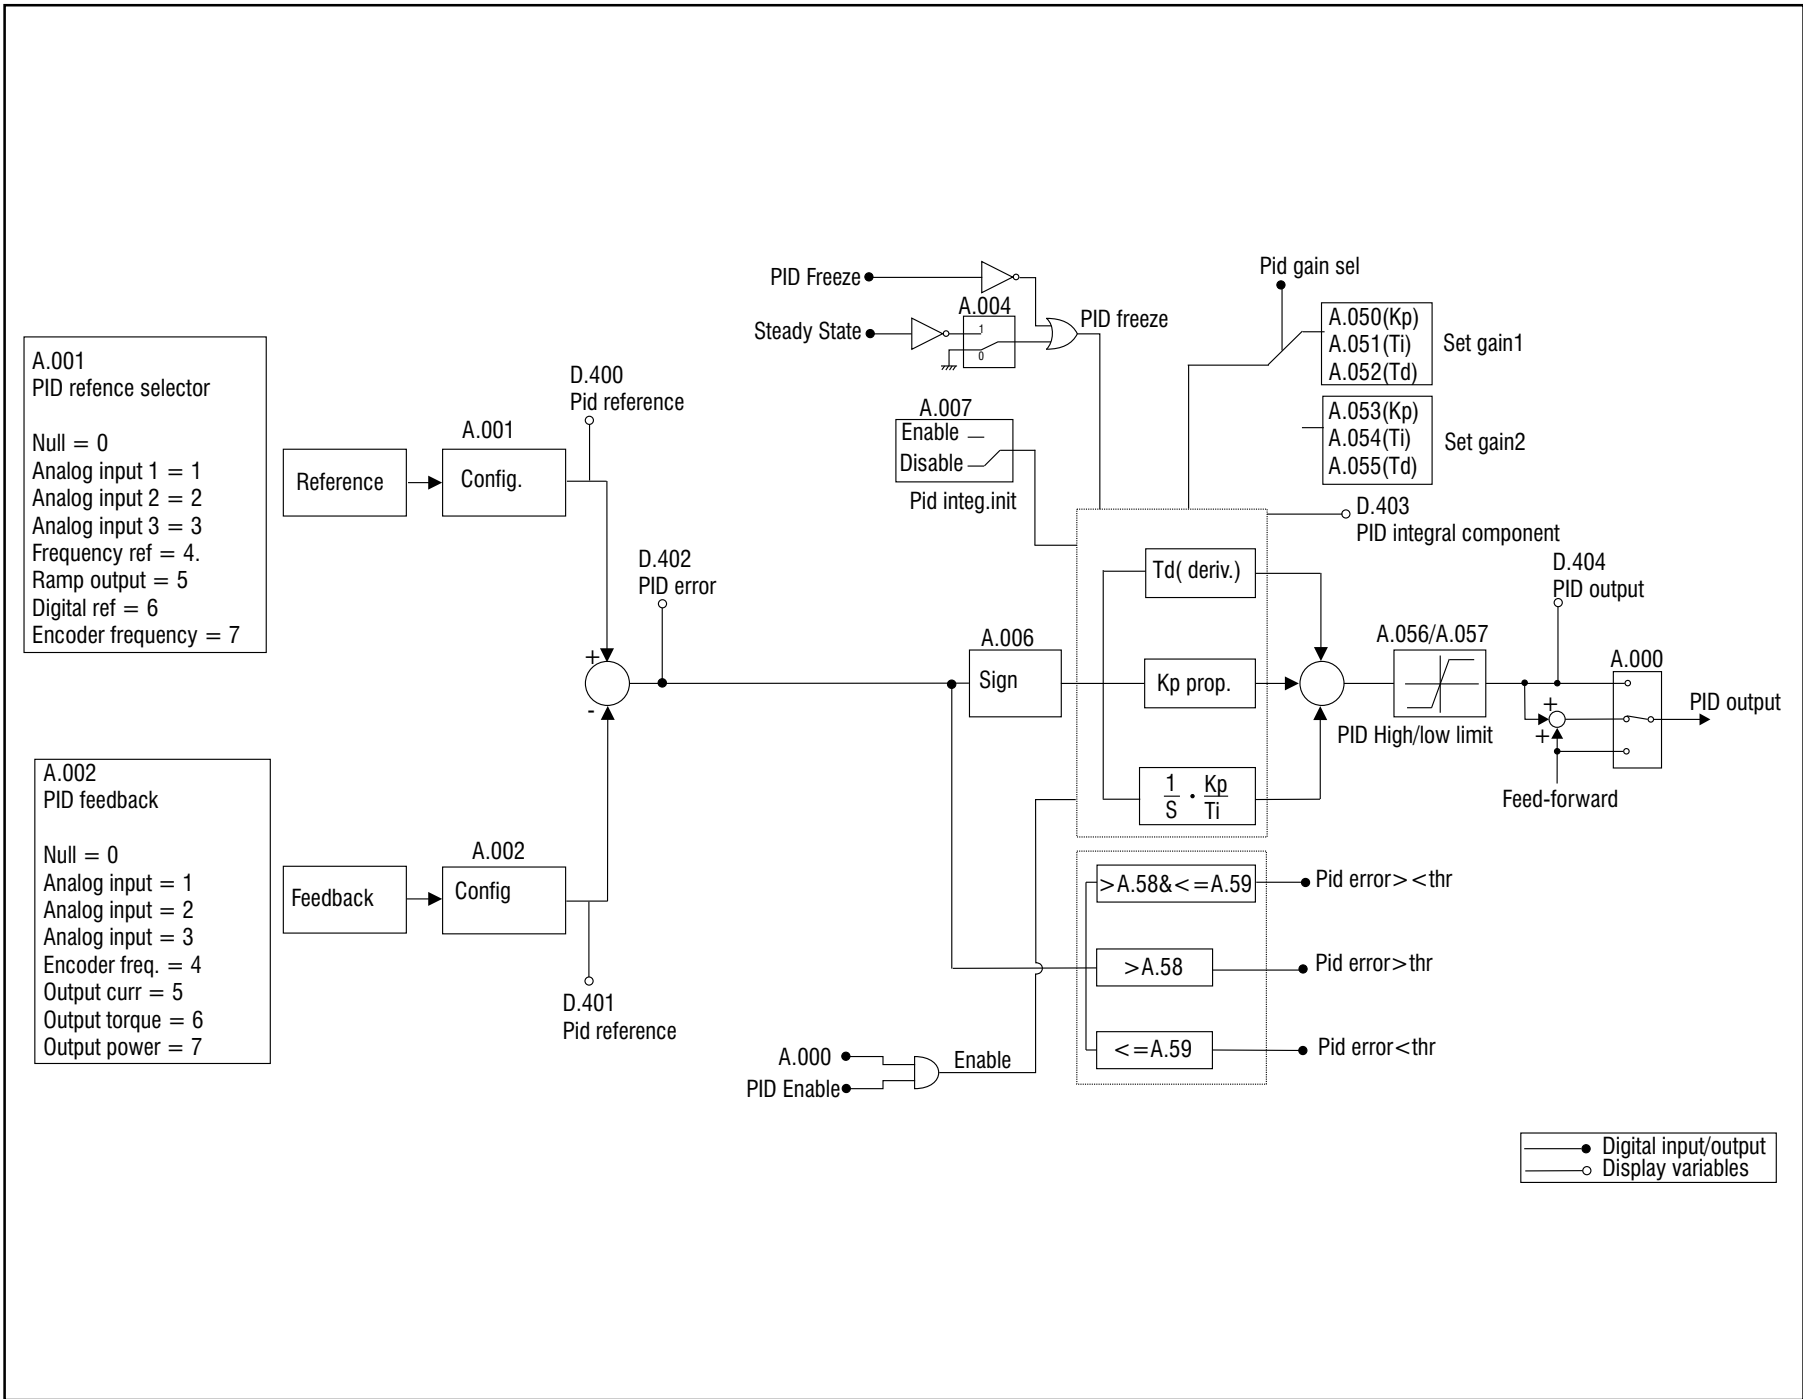 PID Freeze
Steady State
A.004
1
0
PID freeze
Pid gain sel
A.050(Kp)
A.051(Ti)
A.052(Td)
Set gain1
A.053(Kp)
A.054(Ti)
A.055(Td)
Set gain2
A.001
PID refence selector
Null = 0
Analog input 1 = 1
Analog input 2 = 2
Analog input 3 = 3
Frequency ref = 4.
Ramp output = 5
Digital ref = 6
Encoder frequency = 7
Reference
A.001
Config.
D.400
Pid reference
A.007
Enable
Disable
Pid integ.init
D.403
PID integral component
D.402
PID error
+
-
A.006
Sign
Td( deriv.)
Kp prop.
1
S
·
Kp
Ti
A.056/A.057
PID High/low limit
D.404
PID output
A.000
+
+
PID output
Feed-forward
A.002
PID feedback
Null = 0
Analog input = 1
Analog input = 2
Analog input = 3
Encoder freq. = 4
Output curr = 5
Output torque = 6
Output power = 7
Feedback
A.002
Config
D.401
Pid reference
>A.58&<=A.59
Pid error><thr
>A.58
Pid error>thr
<=A.59
Pid error<thr
A.000
PID Enable
Enable
Digital input/output
Display variables